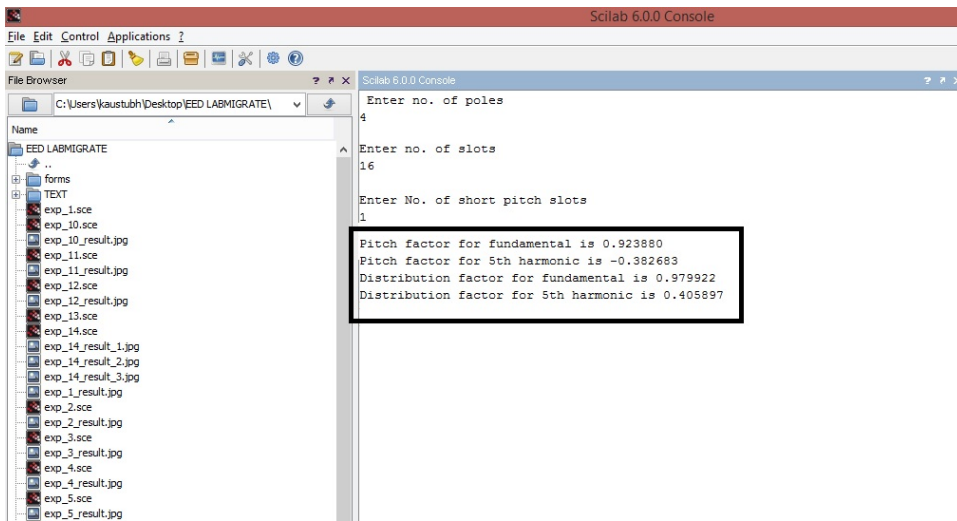 Scilab 6.0.0 Console
File Edit Control Applications ?
File Browser ? ↗ X
C:\Users\kaustubh\Desktop\EED LABMIGRATE\
Name
EED LABMIGRATE
..
forms
TEXT
exp_1.sce
exp_10.sce
exp_10_result.jpg
exp_11.sce
exp_11_result.jpg
exp_12.sce
exp_12_result.jpg
exp_13.sce
exp_14.sce
exp_14_result_1.jpg
exp_14_result_2.jpg
exp_14_result_3.jpg
exp_1_result.jpg
exp_2.sce
exp_2_result.jpg
exp_3.sce
exp_3_result.jpg
exp_4.sce
exp_4_result.jpg
exp_5.sce
exp_5_result.jpg
Scilab 6.0.0 Console ? ↗ X
Enter no. of poles
4
Enter no. of slots
16
Enter No. of short pitch slots
1
Pitch factor for fundamental is 0.923880
Pitch factor for 5th harmonic is -0.382683
Distribution factor for fundamental is 0.979922
Distribution factor for 5th harmonic is 0.405897